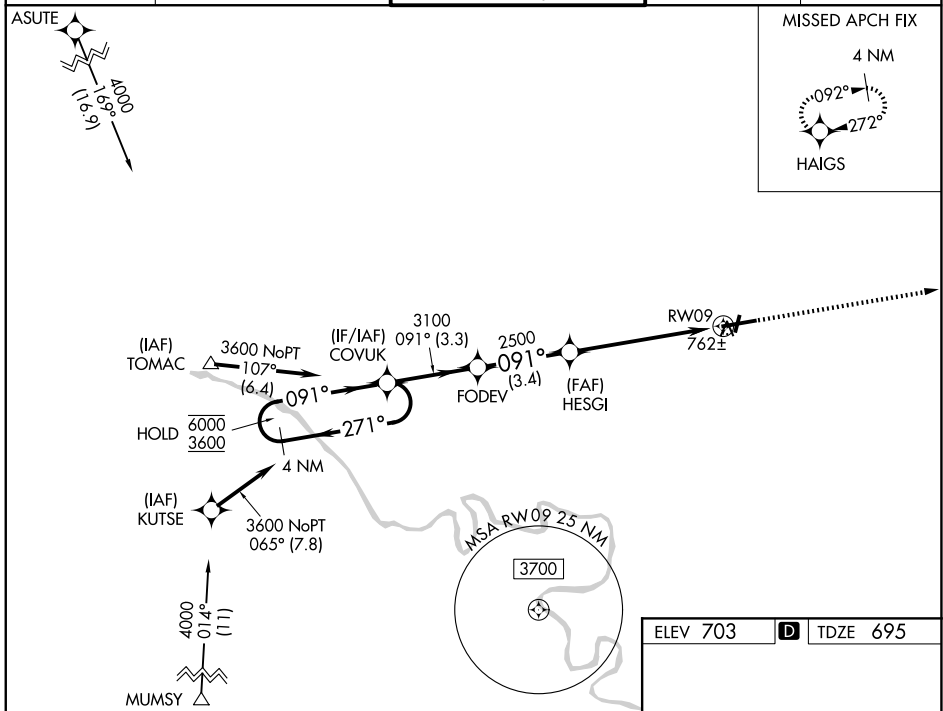 ASUTE
4000
169°
(16.9)
MISSED APCH FIX
4 NM
092°
272°
HAIGS
RW09
762±
3100
091° (3.3)
(IF/IAF)
COVUK
2500
091°
(3.4)
FODEV
(FAF)
HESGI
(IAF)
TOMAC
3600 NoPT
107°
(6.4)
091°
271°
HOLD
6000
3600
4 NM
(IAF)
KUTSE
3600 NoPT
065° (7.8)
MSA RW09 25 NM
3700
4000
014°
(11)
MUMSY
ELEV 703 D TDZE 695